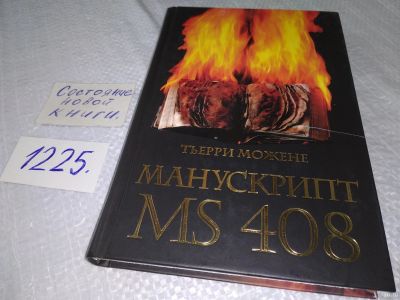 Состояние
новой
книги.
1225.
ТЬЕРРИ МОЖЕНЕ
МАНУСКРИПТ
MS 408